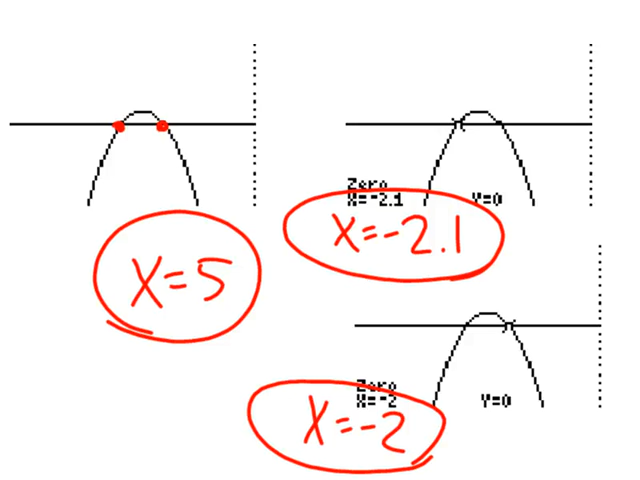 Zero
X=-2.1 Y=0
X=-2.1
X=5
Zero
X=-2 Y=0
X=-2